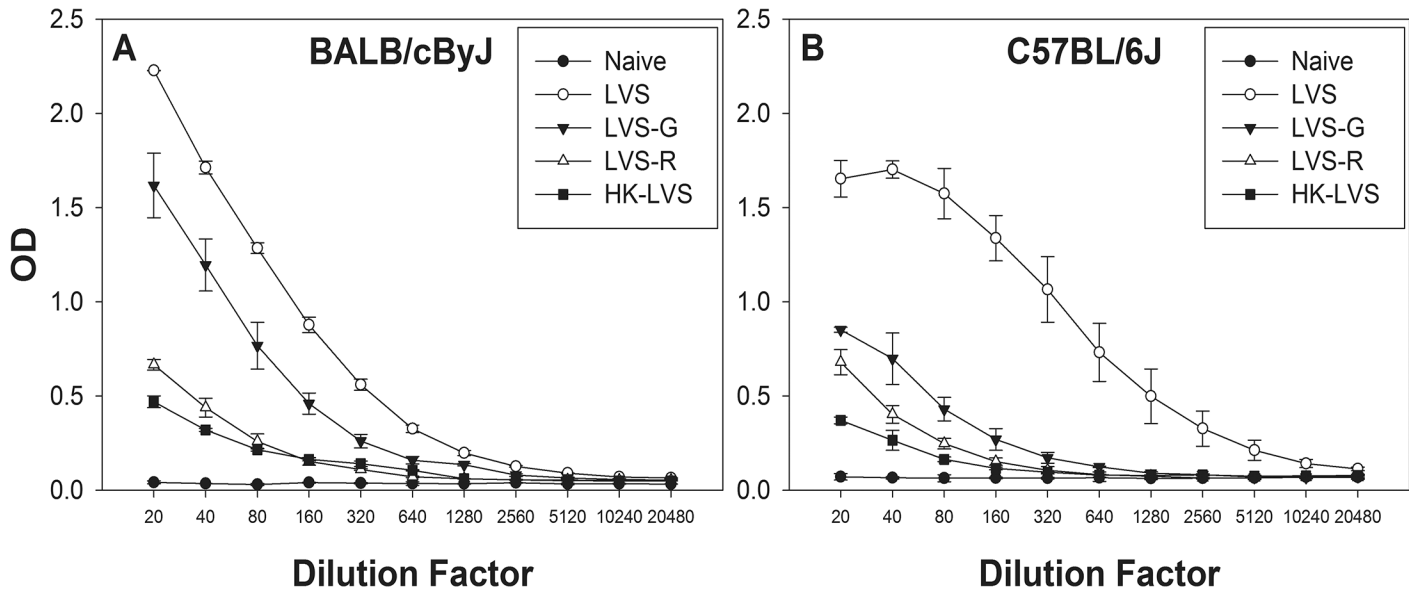 A
BALB/cByJ
Naive
LVS
LVS-G
LVS-R
HK-LVS
2.5
2.0
1.5
1.0
0.5
0.0
OD
20 40 80 160 320 640 1280 2560 5120 10240 20480
Dilution Factor
B
C57BL/6J
Naive
LVS
LVS-G
LVS-R
HK-LVS
2.5
2.0
1.5
1.0
0.5
0.0
20 40 80 160 320 640 1280 2560 5120 10240 20480
Dilution Factor